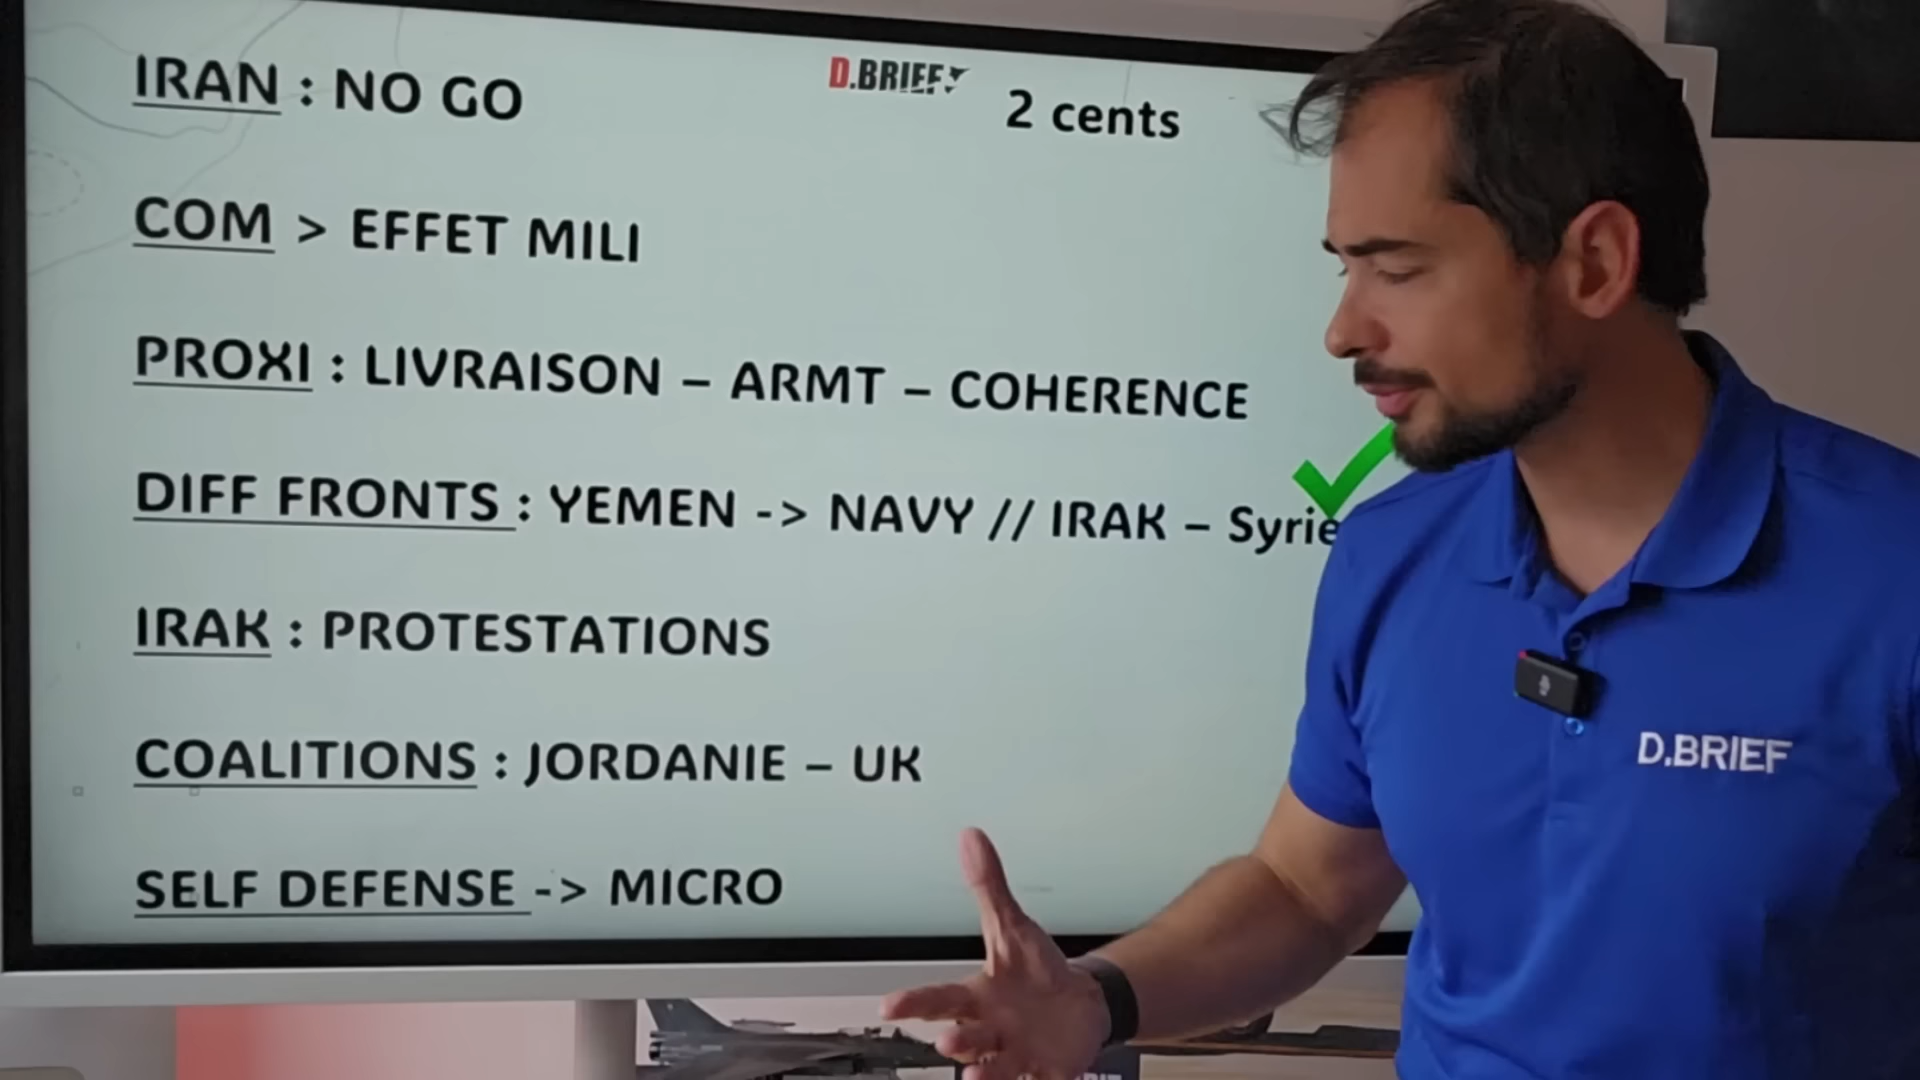 IRAN : NO GO
D.BRIEF
2 cents
COM > EFFET MILI
PROXI : LIVRAISON – ARMT – COHERENCE
DIFF FRONTS : YEMEN -> NAVY // IRAK – Syrie
IRAK : PROTESTATIONS
COALITIONS : JORDANIE – UK
SELF DEFENSE -> MICRO
D.BRIEF